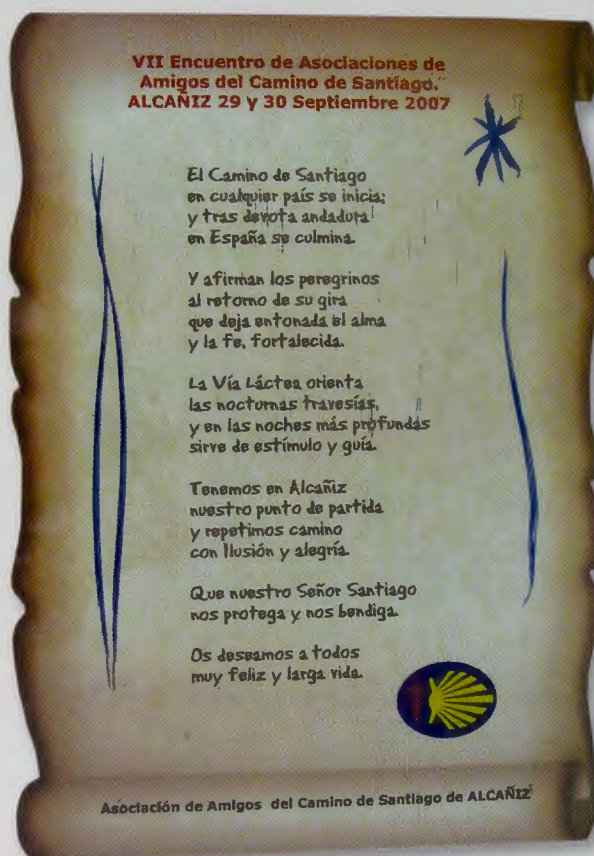 VII Encuentro de Asociaciones de
Amigos del Camino de Santiago.
ALCAÑIZ 29 y 30 Septiembre 2007
El Camino de Santiago
en cualquier país se inicia;
y tras devota andadura
en España se culmina.
Y afirman los peregrinos
al retorno de su gira
que deja entonada el alma
y la fe, fortalecida.
La Vía Láctea orienta
las nocturnas travesías,
y en las noches más profundas
sirve de estímulo y guía.
Tenemos en Alcañiz
nuestro punto de partida
y repetimos camino
con ilusión y alegría.
Que nuestro Señor Santiago
nos protega y nos bendiga.
Os deseamos a todos
muy feliz y larga vida.
Asociación de Amigos del Camino de Santiago de ALCAÑIZ